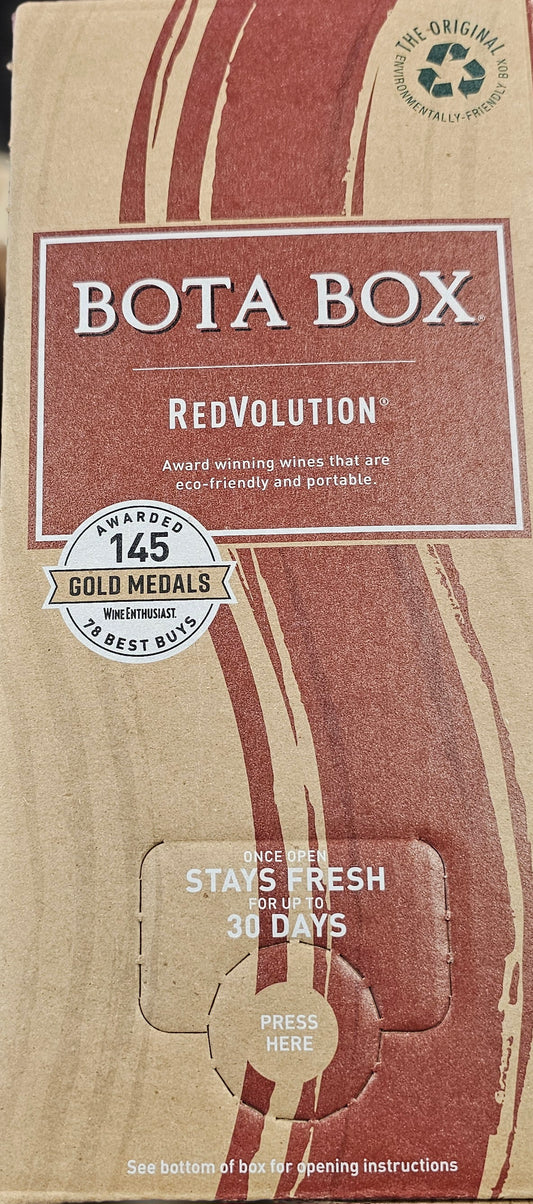 THE ORIGINAL
ENVIRONMENTALLY-FRIENDLY BOX
BOTA BOX®
REDVOLUTION®
Award winning wines that are
eco-friendly and portable.
AWARDED
145
GOLD MEDALS
WINE ENTHUSIAST.
78 BEST BUYS
ONCE OPEN
STAYS FRESH
FOR UP TO
30 DAYS
PRESS
HERE
See bottom of box for opening instructions